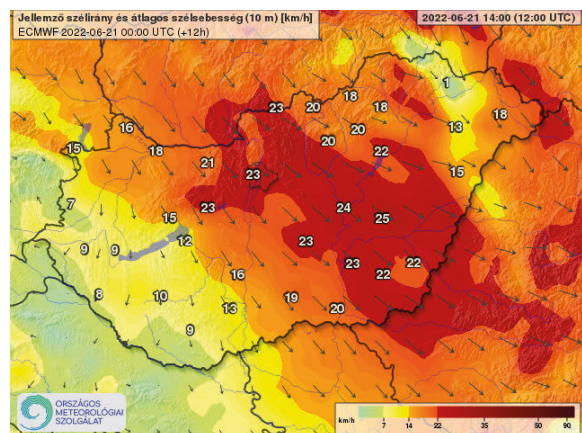 Jellemző szélirány és átlagos szélsebesség (10 m) [km/h]
ECMWF 2022-06-21 00:00 UTC (+12h)
2022-06-21 14:00 (12:00 UTC)
1
18
23 20 18
16 20 13 18
15 18 20 22
21 23 15
7
15 23 24 25
9 9 12 23
23 22 22
16
8 10 13 19 20
9
ORSZÁGOS
METEOROLÓGIAI
SZOLGÁLAT
km/h 7 14 22 35 50 90